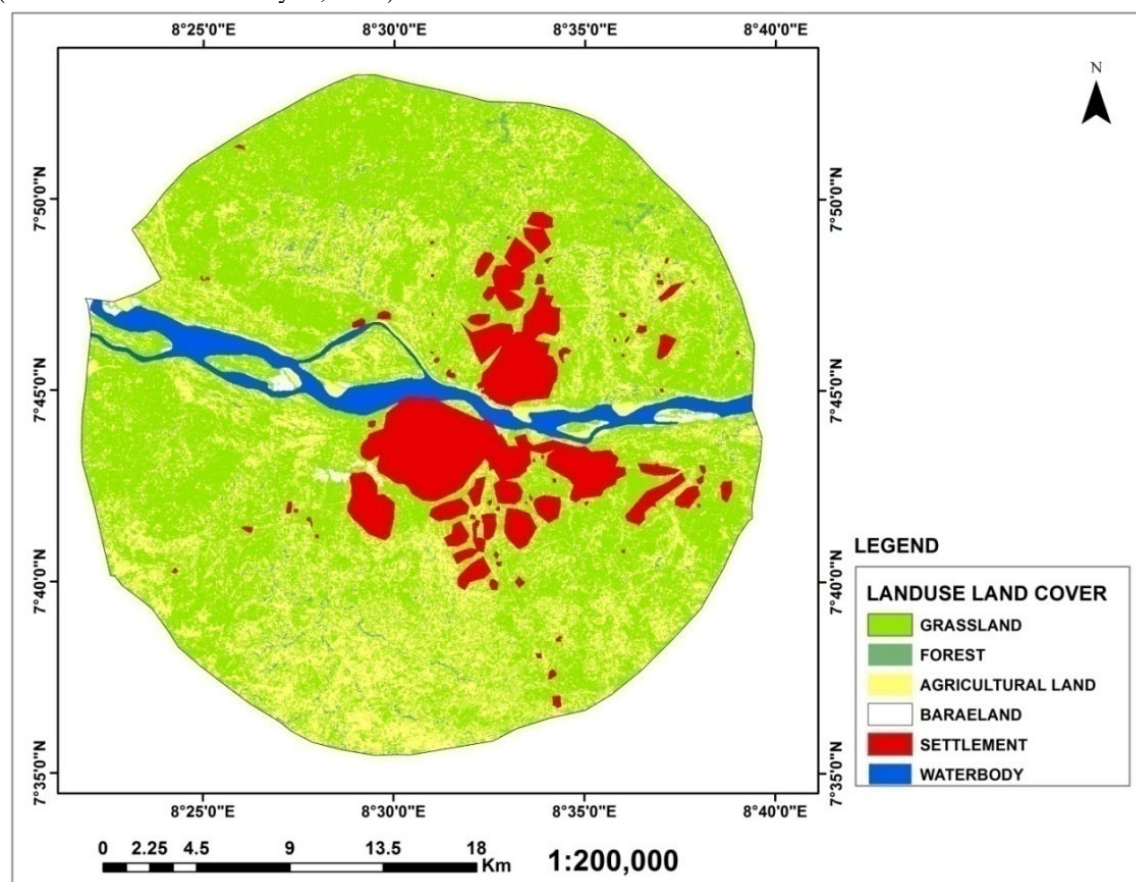 8°25'0"E 8°30'0"E 8°35'0"E 8°40'0"E
N
7°50'0"N 7°50'0"N
7°45'0"N 7°45'0"N
7°40'0"N 7°40'0"N
7°35'0"N 7°35'0"N
8°25'0"E 8°30'0"E 8°35'0"E 8°40'0"E
LEGEND
LANDUSE LAND COVER
GRASSLAND
FOREST
AGRICULTURAL LAND
BARAELAND
SETTLEMENT
WATERBODY
0 2.25 4.5 9 13.5 18
Km
1:200,000